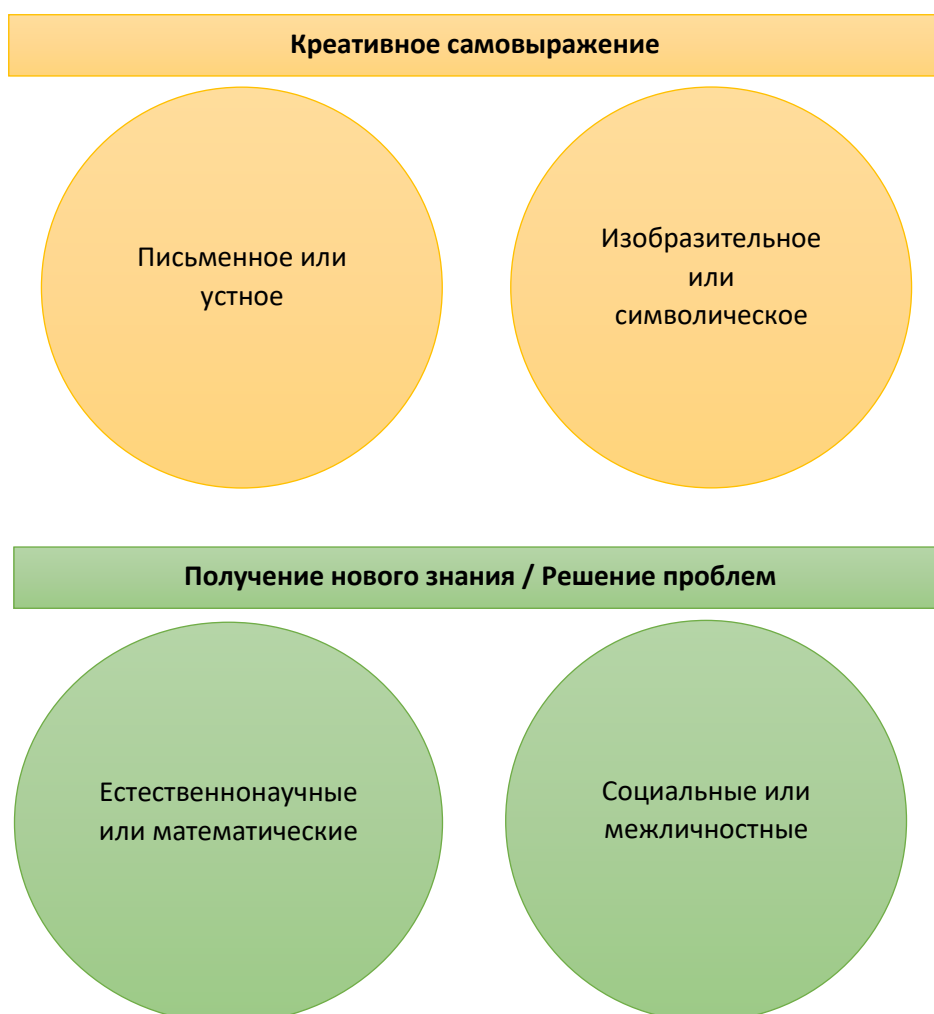 Креативное самовыражение
Письменное или
устное
Изобразительное
или
символическое
Получение нового знания / Решение проблем
Естественнонаучные
или математические
Социальные или
межличностные